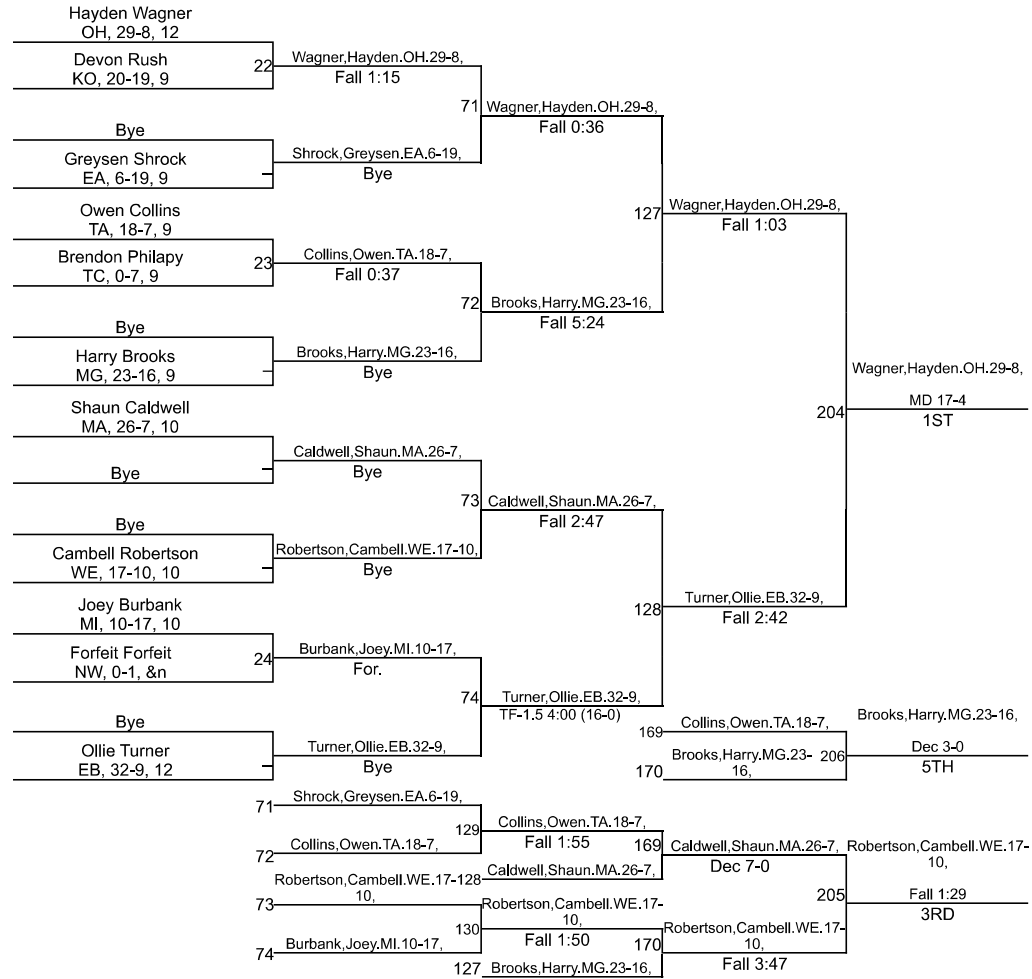 Hayden Wagner
OH, 29-8, 12
Devon Rush
KO, 20-19, 9
22
Wagner,Hayden.OH.29-8,
Fall 1:15
71
Wagner,Hayden.OH.29-8,
Fall 0:36
Bye
Greysen Shrock
EA, 6-19, 9
Shrock,Greysen.EA.6-19,
Bye
127
Wagner,Hayden.OH.29-8,
Fall 1:03
Owen Collins
TA, 18-7, 9
Brendon Philapy
TC, 0-7, 9
23
Collins,Owen.TA.18-7,
Fall 0:37
72
Brooks,Harry.MG.23-16,
Fall 5:24
Bye
Harry Brooks
MG, 23-16, 9
Brooks,Harry.MG.23-16,
Bye
204
Wagner,Hayden.OH.29-8,
MD 17-4
1ST
Shaun Caldwell
MA, 26-7, 10
Bye
Caldwell,Shaun.MA.26-7,
Bye
73
Caldwell,Shaun.MA.26-7,
Fall 2:47
Bye
Cambell Robertson
WE, 17-10, 10
Robertson,Cambell.WE.17-10,
Bye
128
Turner,Ollie.EB.32-9,
Fall 2:42
Joey Burbank
MI, 10-17, 10
Forfeit Forfeit
NW, 0-1, &n
24
Burbank,Joey.MI.10-17,
For.
74
Turner,Ollie.EB.32-9,
TF-1.5 4:00 (16-0)
Bye
Ollie Turner
EB, 32-9, 12
Turner,Ollie.EB.32-9,
Bye
169
Collins,Owen.TA.18-7,
170
Brooks,Harry.MG.23-
16,
206
Brooks,Harry.MG.23-16,
Dec 3-0
5TH
71
Shrock,Greysen.EA.6-19,
72
Collins,Owen.TA.18-7,
129
Collins,Owen.TA.18-7,
Fall 1:55
128
Caldwell,Shaun.MA.26-7,
169
Caldwell,Shaun.MA.26-7,
Dec 7-0
73
Robertson,Cambell.WE.17-
10,
74
Burbank,Joey.MI.10-17,
130
Robertson,Cambell.WE.17-
10,
Fall 1:50
127
Brooks,Harry.MG.23-16,
170
Robertson,Cambell.WE.17-
10,
Fall 3:47
205
Robertson,Cambell.WE.17-
10,
Fall 1:29
3RD